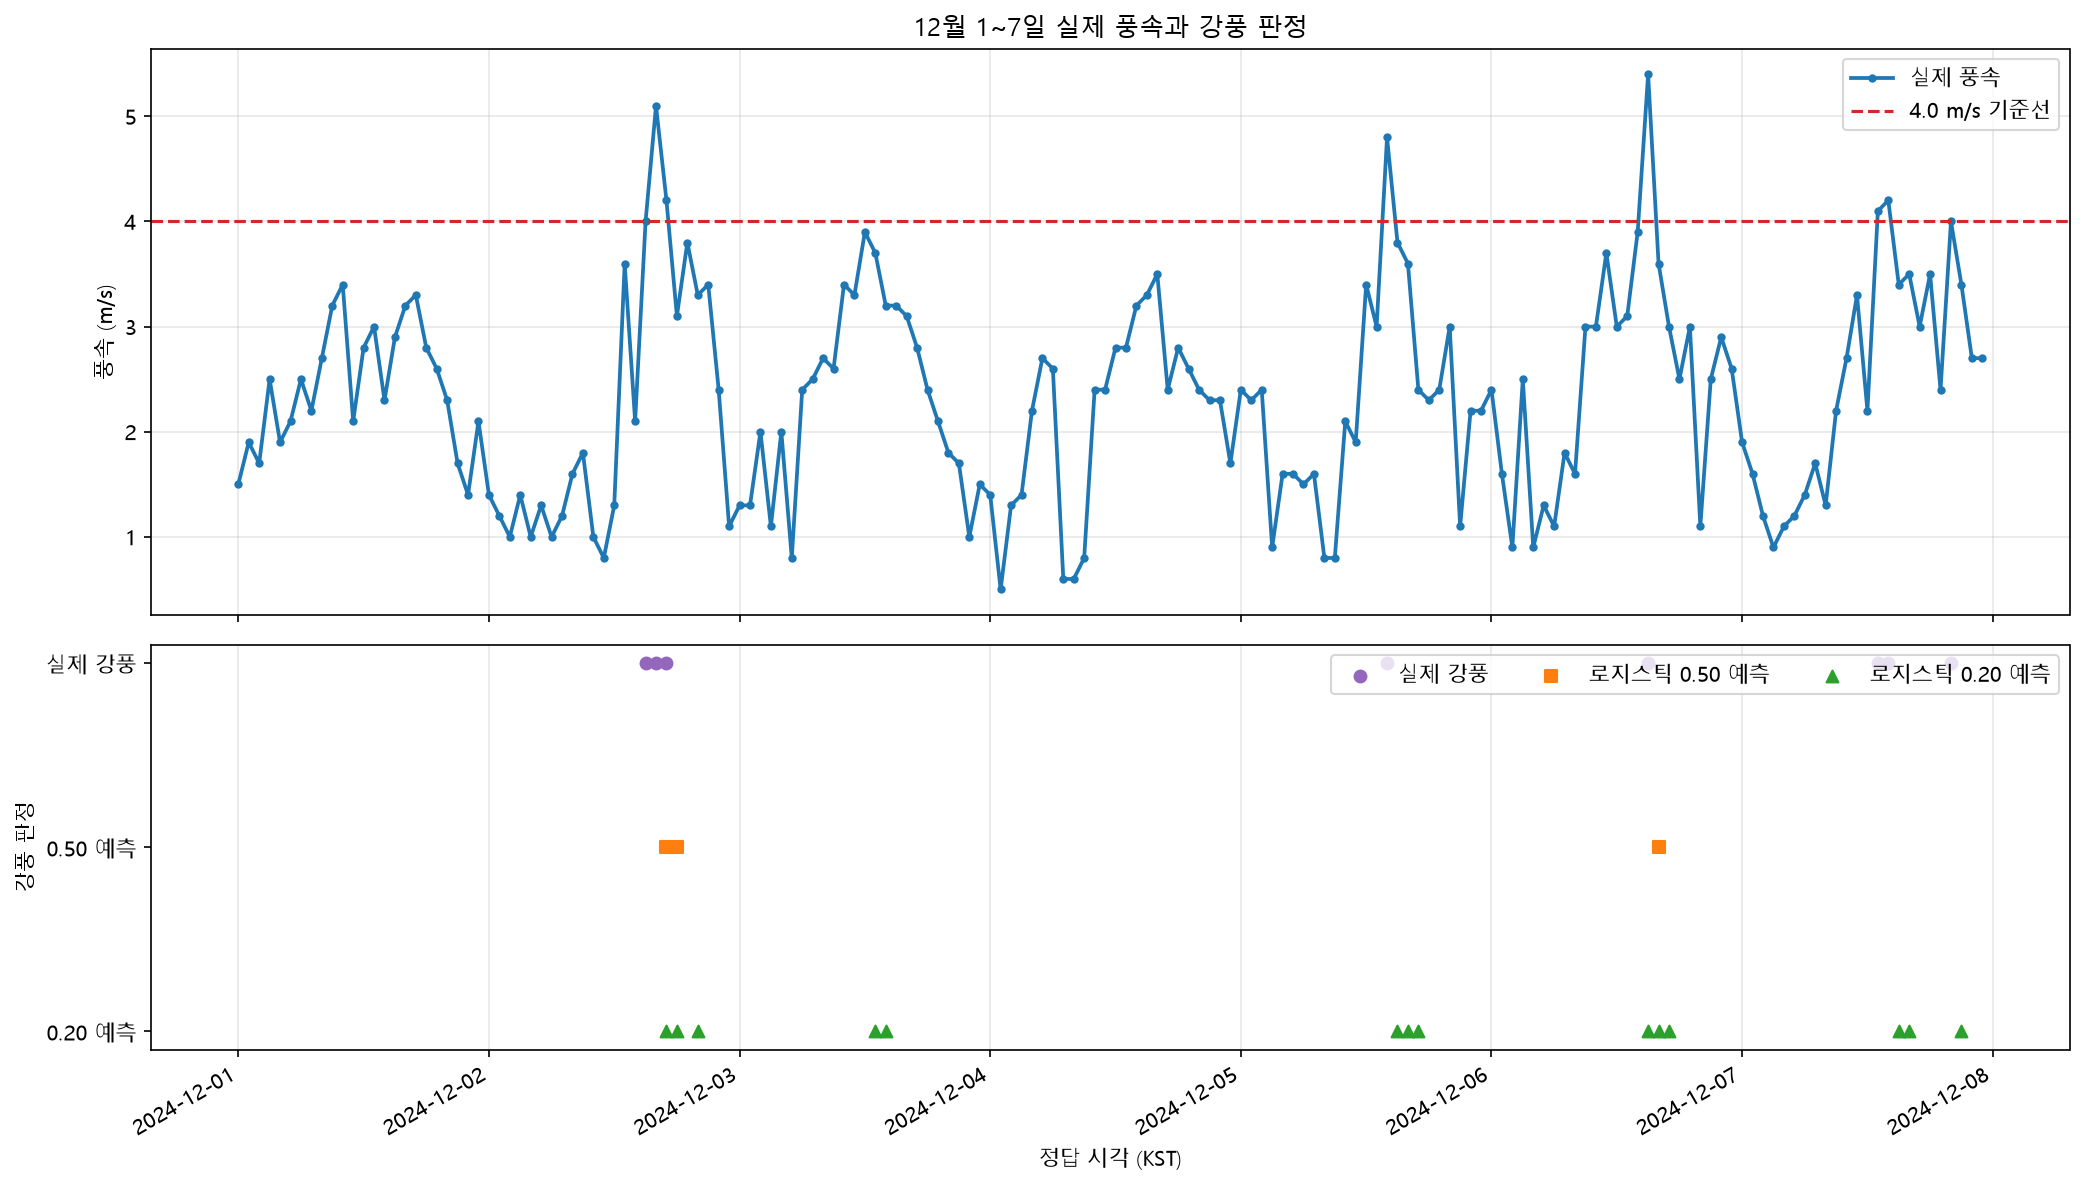 12월 1~7일 실제 풍속과 강풍 판정
실제 풍속
4.0 m/s 기준선
풍속 (m/s)
5
4
3
2
1
실제 강풍
로지스틱 0.50 예측
로지스틱 0.20 예측
강풍 판정
실제 강풍
0.50 예측
0.20 예측
2024-12-01
2024-12-02
2024-12-03
2024-12-04
2024-12-05
2024-12-06
2024-12-07
2024-12-08
정답 시각 (KST)